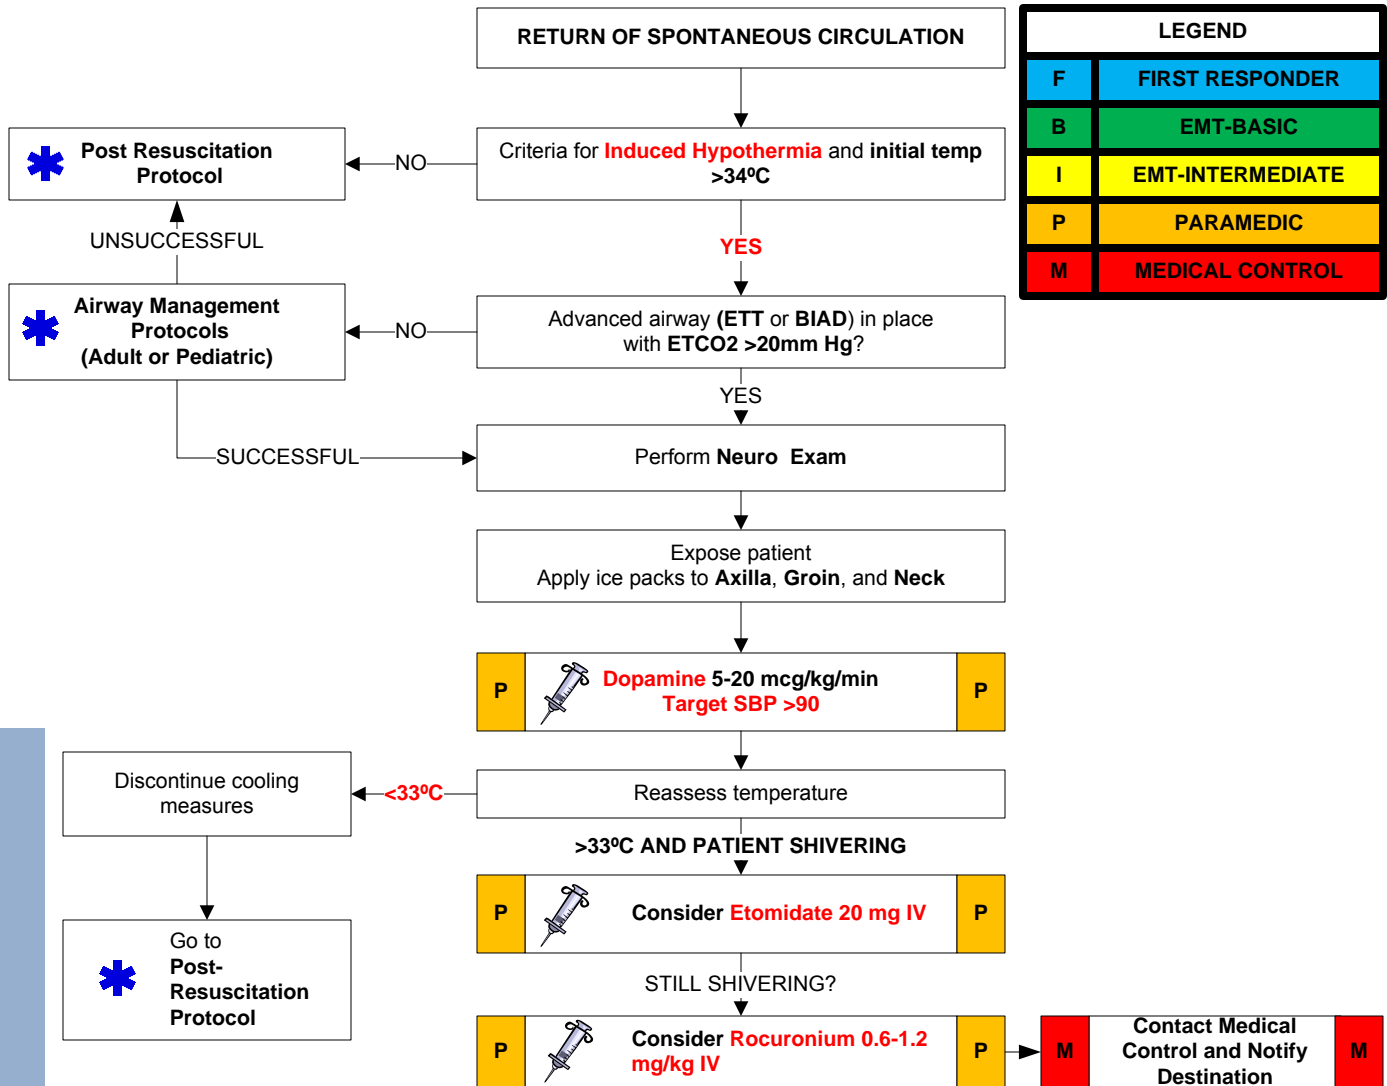 RETURN OF SPONTANEOUS CIRCULATION
LEGEND
F FIRST RESPONDER
B EMT-BASIC
I EMT-INTERMEDIATE
P PARAMEDIC
M MEDICAL CONTROL
Post Resuscitation
Protocol
NO
Criteria for Induced Hypothermia and initial temp
>34ºC
UNSUCCESSFUL
YES
Airway Management
Protocols
(Adult or Pediatric)
NO
Advanced airway (ETT or BIAD) in place
with ETCO2 >20mm Hg?
YES
SUCCESSFUL
Perform Neuro Exam
Expose patient
Apply ice packs to Axilla, Groin, and Neck
P
Dopamine 5-20 mcg/kg/min
Target SBP >90
P
Discontinue cooling
measures
<33ºC
Reassess temperature
>33ºC AND PATIENT SHIVERING
P
Consider Etomidate 20 mg IV
P
Go to
Post-
Resuscitation
Protocol
STILL SHIVERING?
P
Consider Rocuronium 0.6-1.2
mg/kg IV
P
M
Contact Medical
Control and Notify
Destination
M